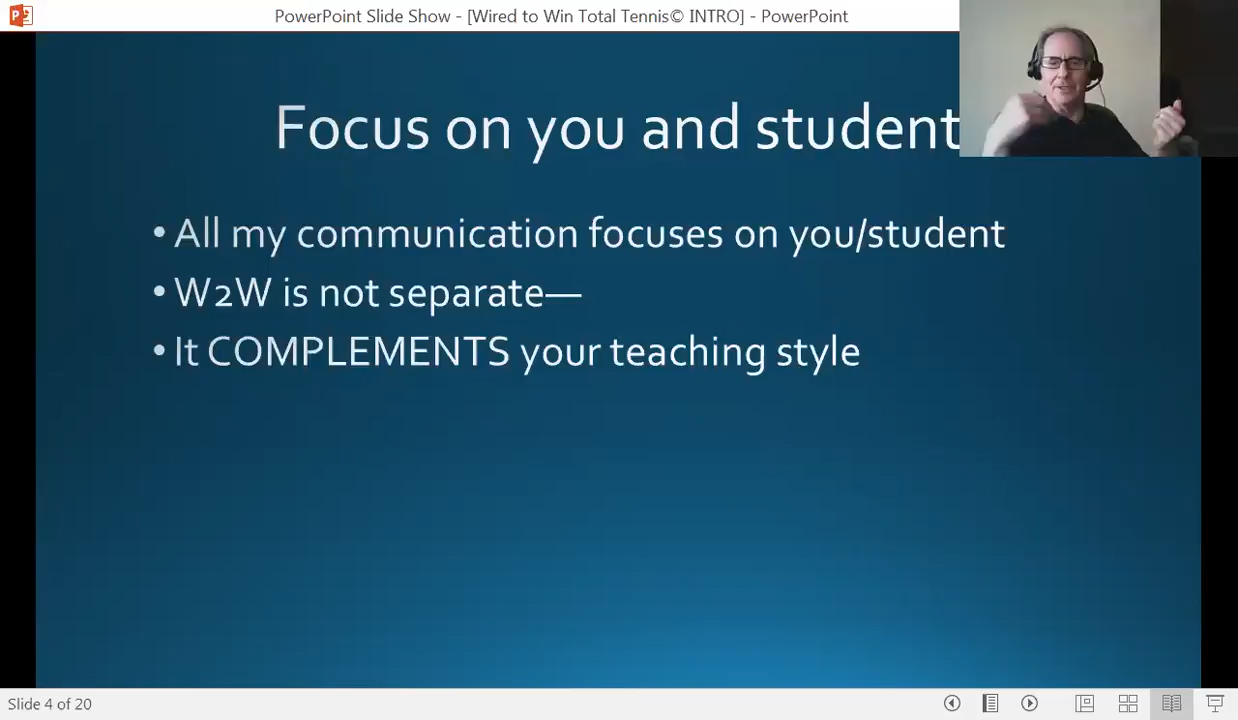 PowerPoint Slide Show - [Wired to Win Total Tennis© INTRO] - PowerPoint
Focus on you and student
• All my communication focuses on you/student
• W2W is not separate—
• It COMPLEMENTS your teaching style
Slide 4 of 20